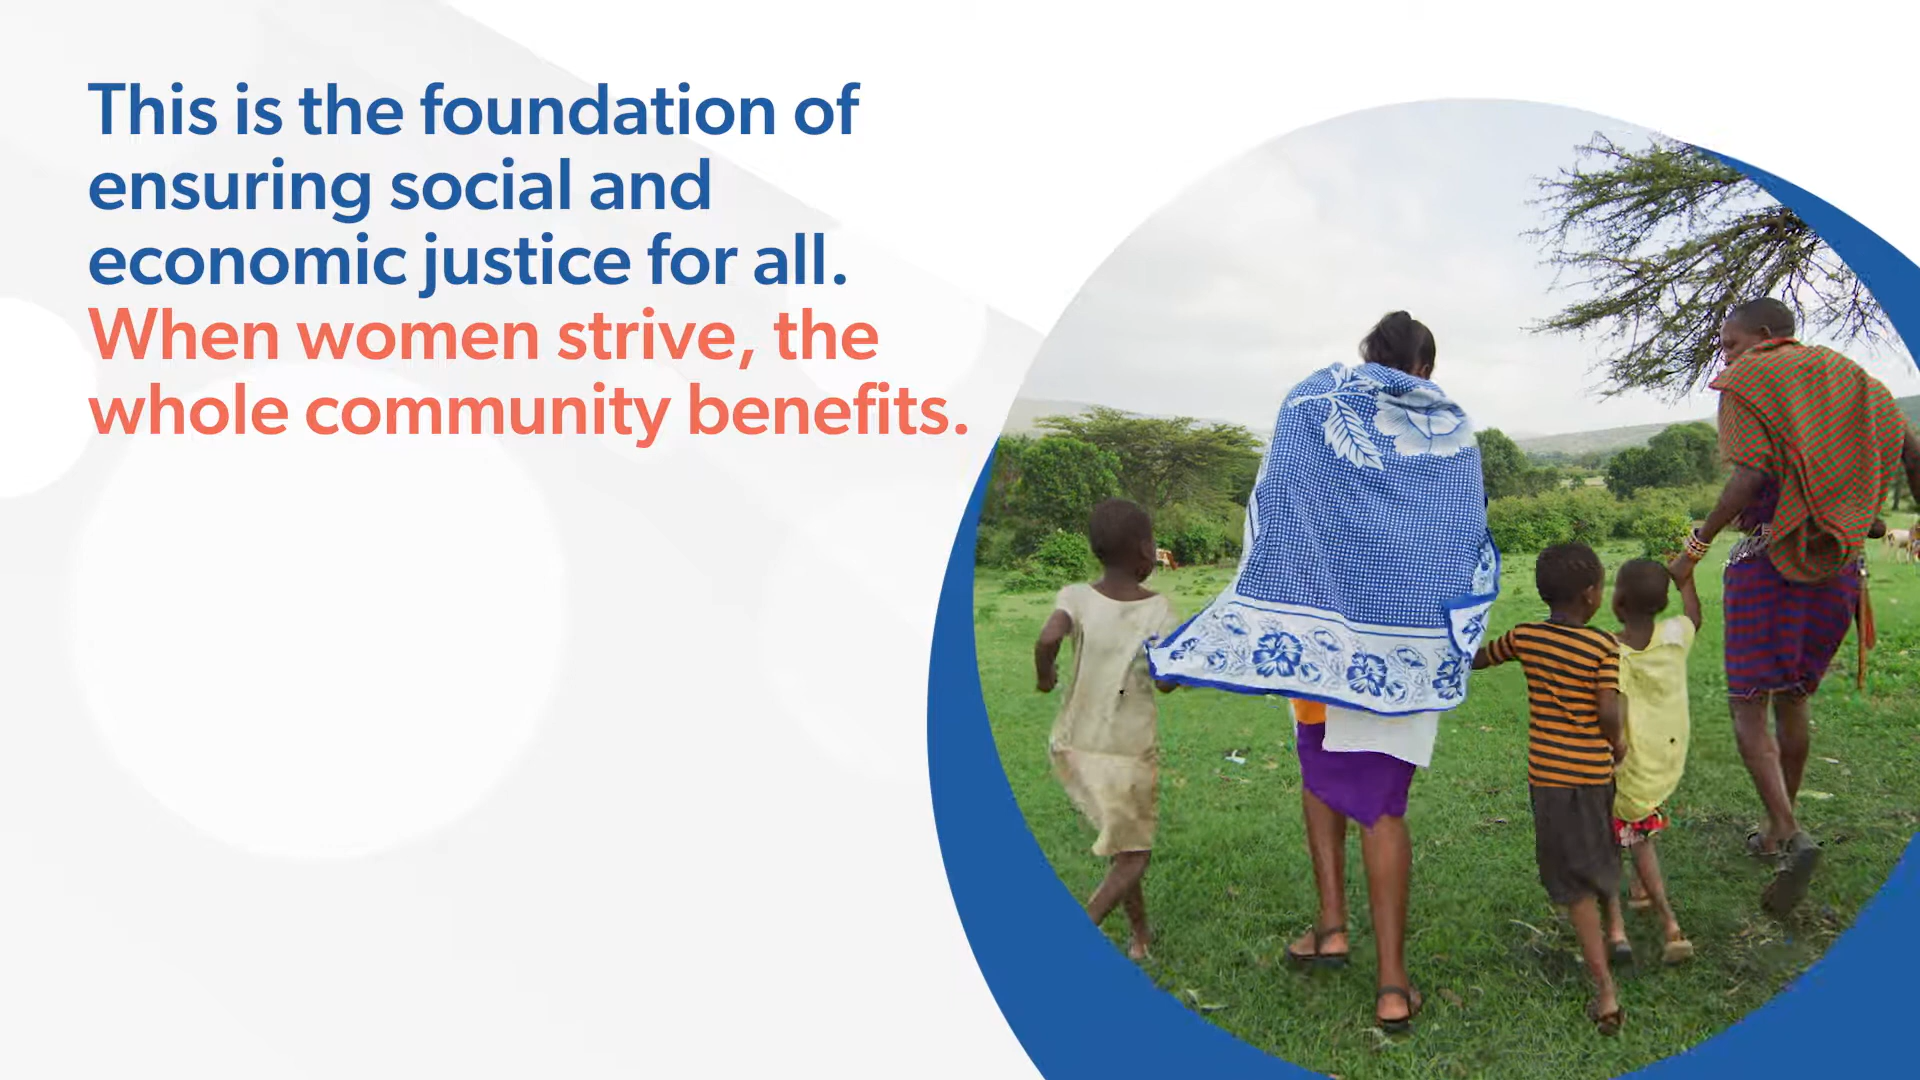 This is the foundation of
ensuring social and
economic justice for all.
When women strive, the
whole community benefits.